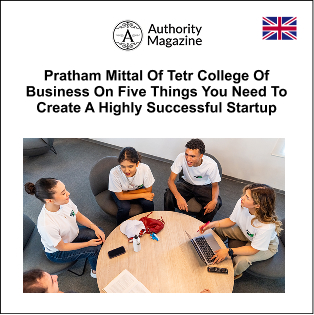 Authority
Magazine
Pratham Mittal Of Tetr College Of
Business On Five Things You Need To
Create A Highly Successful Startup